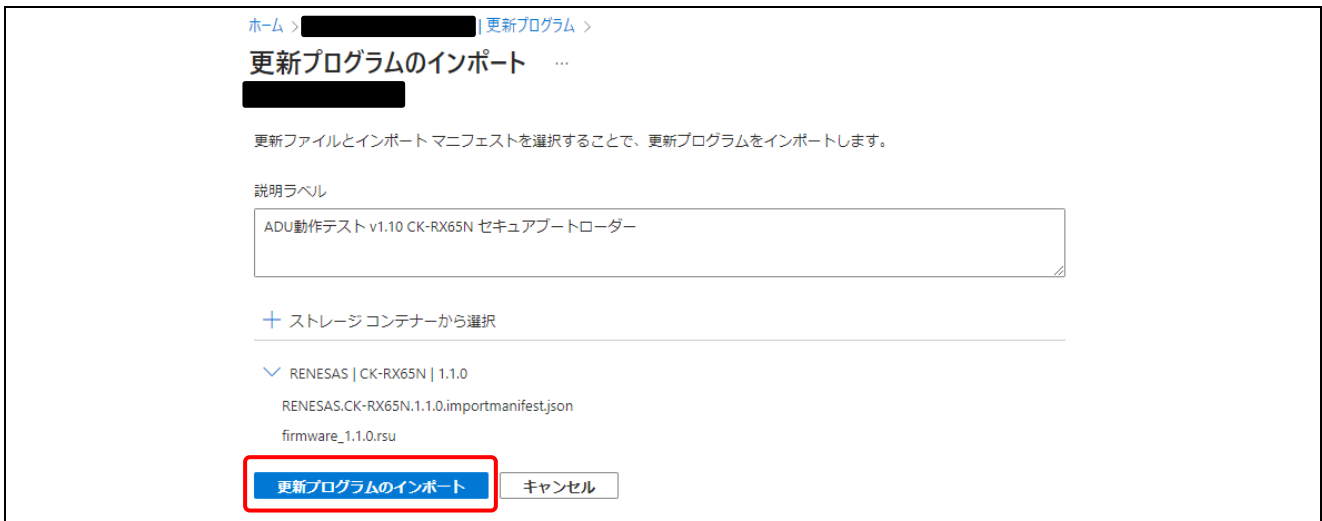 ホーム > | 更新プログラム >
更新プログラムのインポート ...
更新ファイルとインポート マニフェストを選択することで、更新プログラムをインポートします。
説明ラベル
ADU動作テスト v1.10 CK-RX65N セキュアブートローダー
+ ストレージ コンテナーから選択
RENESAS | CK-RX65N | 1.1.0
RENESAS.CK-RX65N.1.1.0.importmanifest.json
firmware_1.1.0.rsu
更新プログラムのインポート キャンセル